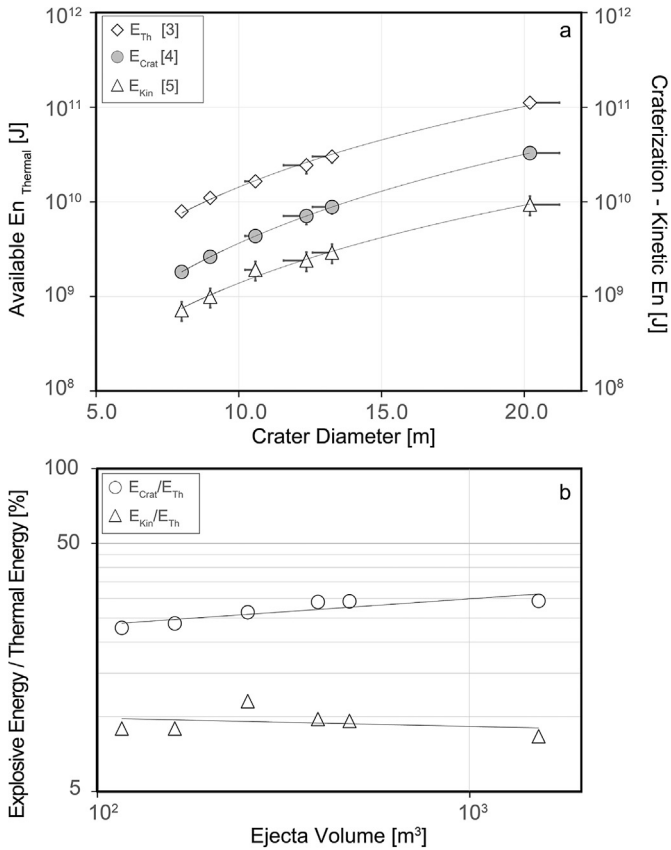 10¹² 10¹²
E_Th [3] a
E_Crat [4]
E_Kin [5]
10¹¹ 10¹¹
10¹⁰ 10¹⁰
10⁹ 10⁹
10⁸ 10⁸
Available En Thermal [J]
Craterization - Kinetic En [J]
5.0 10.0 15.0 20.0
Crater Diameter [m]
100
E_Crat/E_Th b
E_Kin/E_Th
50
5
Explosive Energy / Thermal Energy [%]
10² 10³
Ejecta Volume [m³]